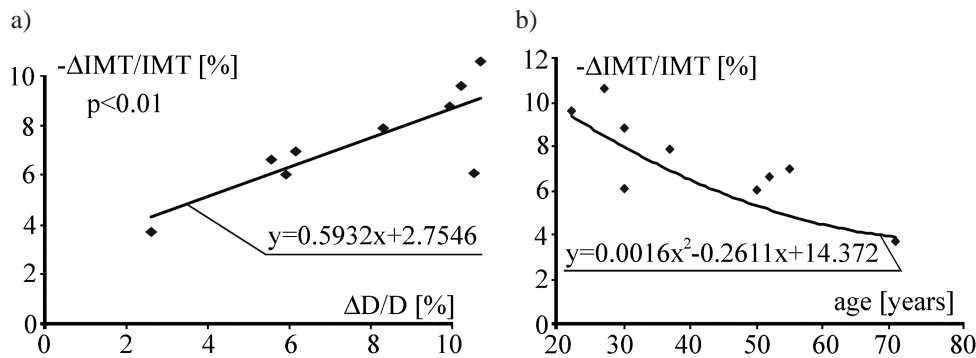 a)
-ΔIMT/IMT [%]
10
p<0.01
8
6
4
y=0.5932x+2.7546
2
ΔD/D [%]
0
0 2 4 6 8 10
b)
12
-ΔIMT/IMT [%]
10
8
6
4
y=0.0016x²-0.2611x+14.372
2
age [years]
0
20 30 40 50 60 70 80